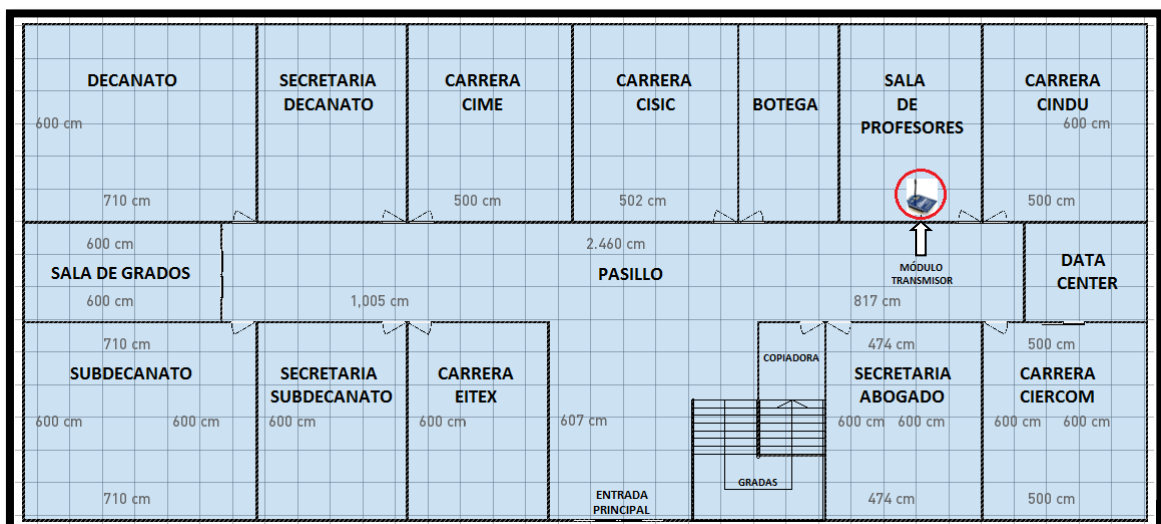 DECANATO
SECRETARIA
DECANATO
CARRERA
CIME
CARRERA
CISIC
BOTEGA
SALA
DE
PROFESORES
CARRERA
CINDU
600 cm
600 cm
710 cm
500 cm
502 cm
500 cm
600 cm
SALA DE GRADOS
600 cm
2.460 cm
PASILLO
1,005 cm
MÓDULO
TRANSMISOR
817 cm
DATA
CENTER
710 cm
SUBDECANATO
600 cm
600 cm
710 cm
SECRETARIA
SUBDECANATO
600 cm
CARRERA
EITEX
600 cm
607 cm
ENTRADA
PRINCIPAL
COPIADORA
GRADAS
474 cm
SECRETARIA
ABOGADO
600 cm
600 cm
474 cm
500 cm
CARRERA
CIERCOM
600 cm
600 cm
500 cm